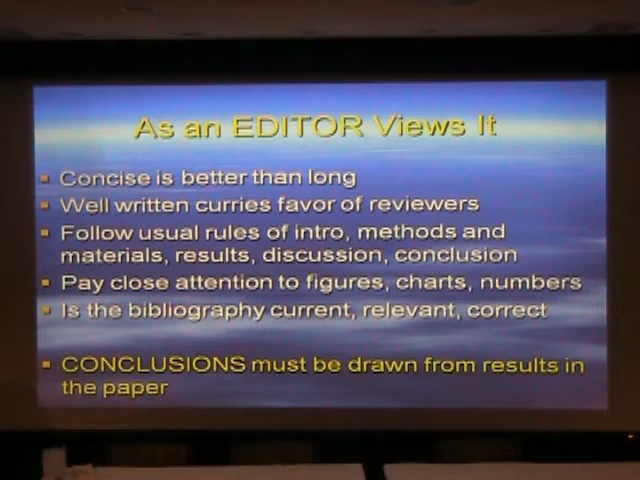 As an EDITOR Views It
Concise is better than long
Well written curries favor of reviewers
Follow usual rules of intro, methods and
materials, results, discussion, conclusion
Pay close attention to figures, charts, numbers
Is the bibliography current, relevant, correct
CONCLUSIONS must be drawn from results in
the paper